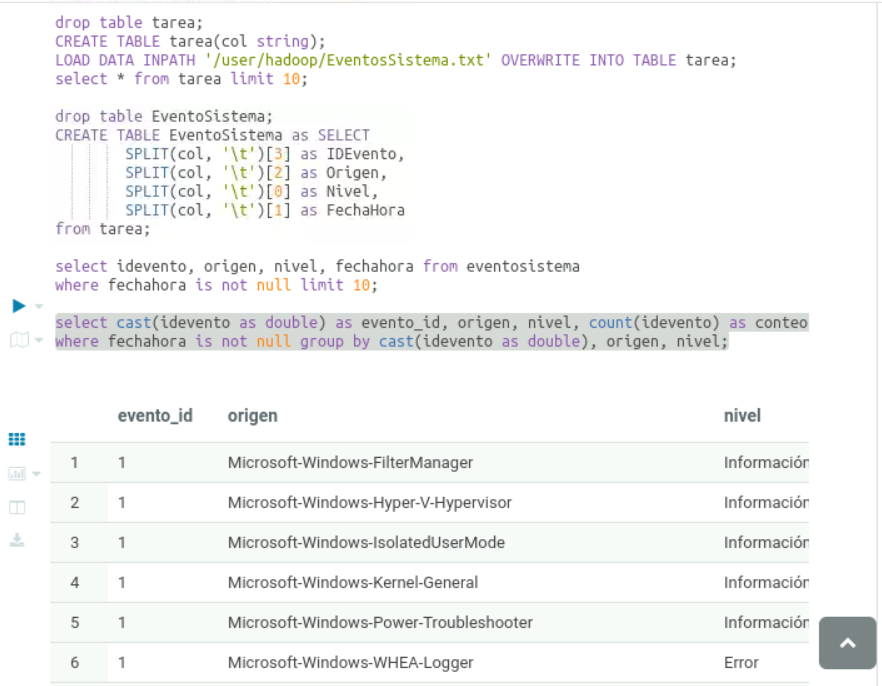 drop table tarea;
CREATE TABLE tarea(col string);
LOAD DATA INPATH '/user/hadoop/EventosSistema.txt' OVERWRITE INTO TABLE tarea;
select * from tarea limit 10;
drop table EventoSistema;
CREATE TABLE EventoSistema as SELECT
SPLIT(col, '\t')[3] as IDEvento,
SPLIT(col, '\t')[2] as Origen,
SPLIT(col, '\t')[0] as Nivel,
SPLIT(col, '\t')[1] as FechaHora
from tarea;
select idevento, origen, nivel, fechahora from eventosistema
where fechahora is not null limit 10;
select cast(idevento as double) as evento_id, origen, nivel, count(idevento) as conteo
where fechahora is not null group by cast(idevento as double), origen, nivel;
evento_id origen nivel
1 1 Microsoft-Windows-FilterManager Información
2 1 Microsoft-Windows-Hyper-V-Hypervisor Información
3 1 Microsoft-Windows-IsolatedUserMode Información
4 1 Microsoft-Windows-Kernel-General Información
5 1 Microsoft-Windows-Power-Troubleshooter Información
6 1 Microsoft-Windows-WHEA-Logger Error